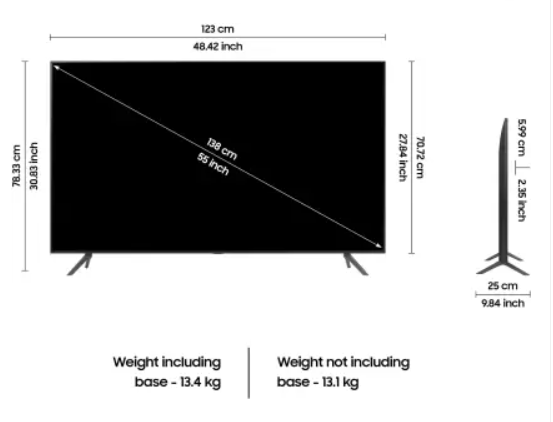 123 cm
48.42 inch
78.33 cm
30.83 inch
138 cm
55 inch
70.72 cm
27.84 inch
5.99 cm
2.35 inch
25 cm
9.84 inch
Weight including
base - 13.4 kg
Weight not including
base - 13.1 kg